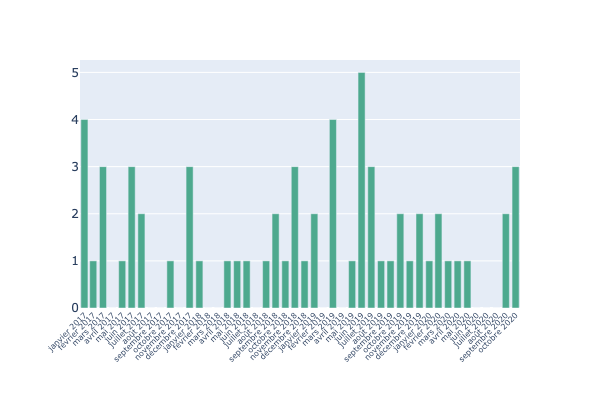 5
4
3
2
1
0
janvier 2017
février 2017
mars 2017
avril 2017
mai 2017
juin 2017
juillet 2017
août 2017
septembre 2017
octobre 2017
novembre 2017
décembre 2017
janvier 2018
février 2018
mars 2018
avril 2018
mai 2018
juin 2018
juillet 2018
août 2018
septembre 2018
octobre 2018
novembre 2018
décembre 2018
janvier 2019
février 2019
mars 2019
avril 2019
mai 2019
juin 2019
juillet 2019
août 2019
septembre 2019
octobre 2019
novembre 2019
décembre 2019
janvier 2020
février 2020
mars 2020
avril 2020
mai 2020
juin 2020
juillet 2020
août 2020
septembre 2020
octobre 2020